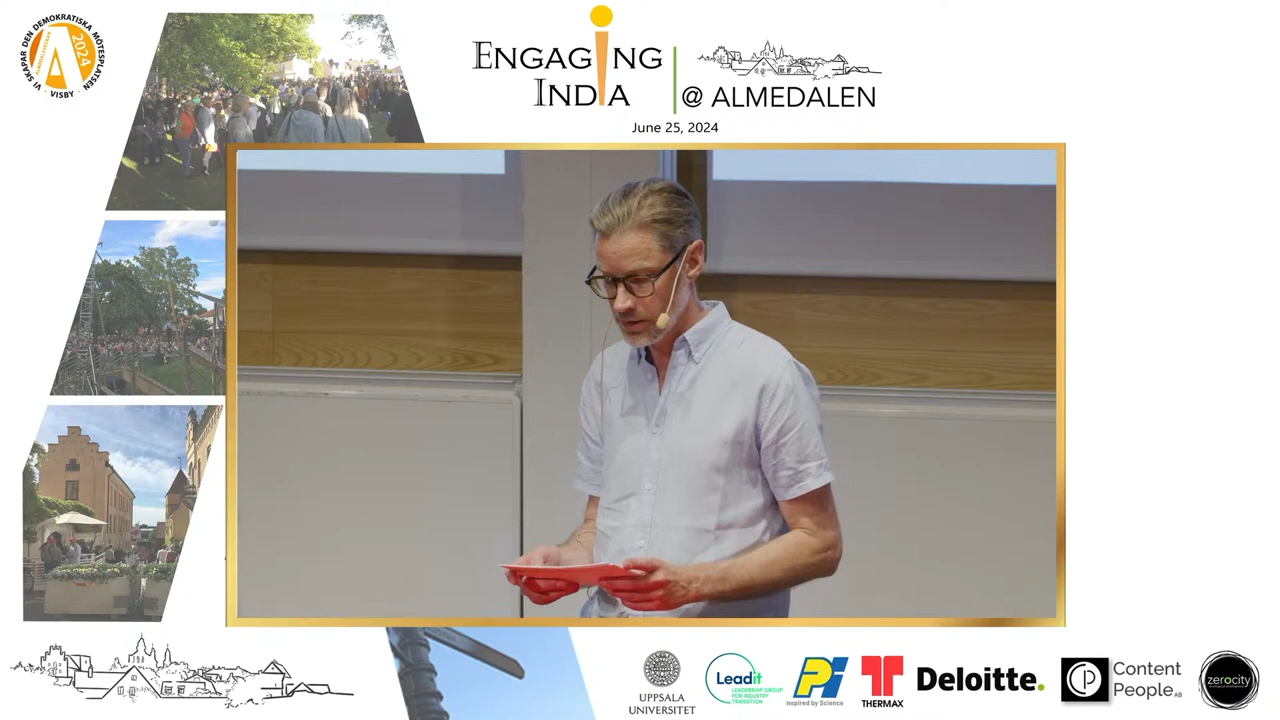 VI SKAPAR DEN DEMOKRATISKA MÖTESPLATSEN
· VISBY ·
2024
ENGAGING
INDIA
@ ALMEDALEN
June 25, 2024
UPPSALA
UNIVERSITET
Leadit
LEADERSHIP GROUP
FOR INDUSTRY
TRANSITION
Pi
Inspired by Science
THERMAX
Deloitte.
Content
People AB
zerocity